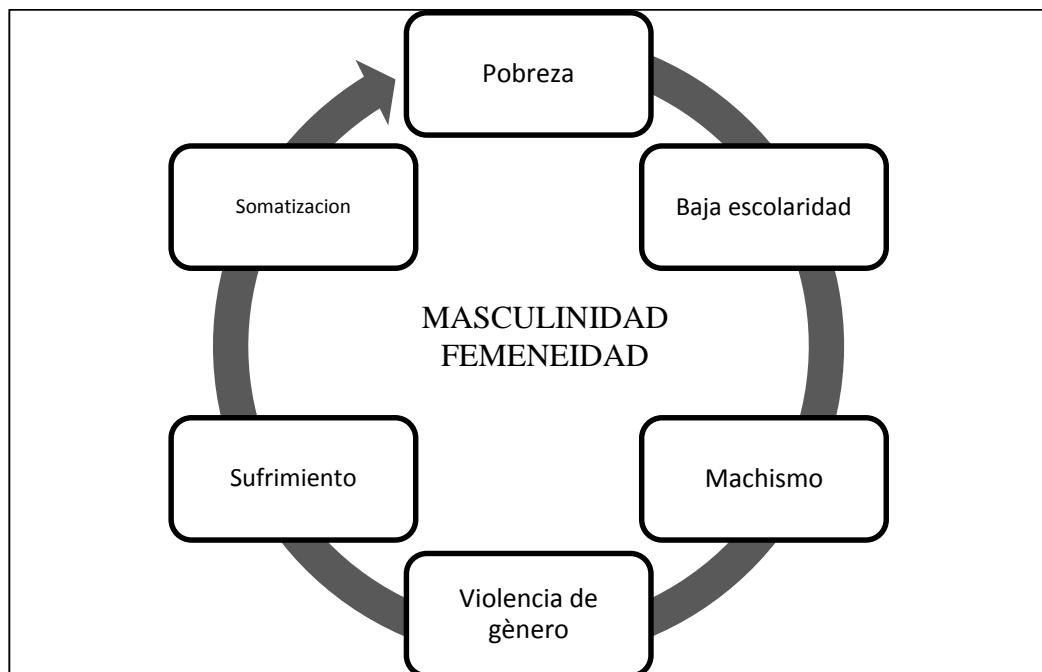 Pobreza
Baja escolaridad
Machismo
Violencia de
gènero
Sufrimiento
Somatizacion
MASCULINIDAD
FEMENEIDAD